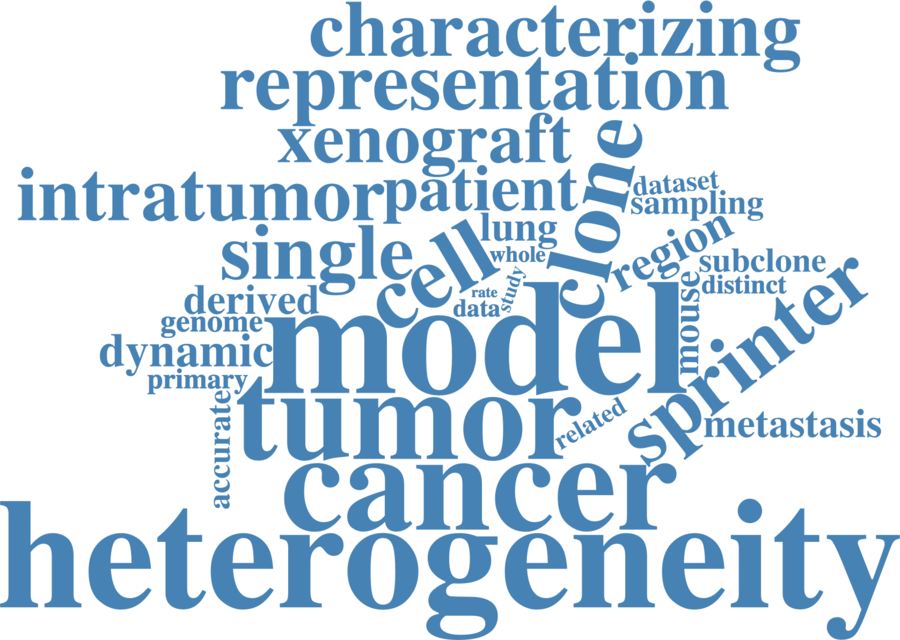 characterizing
representation
xenograft
clone
intratumor
patient
dataset
sampling
lung
region
single
cell
whole
subclone
distinct
study
rate
data
derived
genome
model
mouse
sprinter
dynamic
primary
tumor
related
metastasis
accurate
cancer
heterogeneity